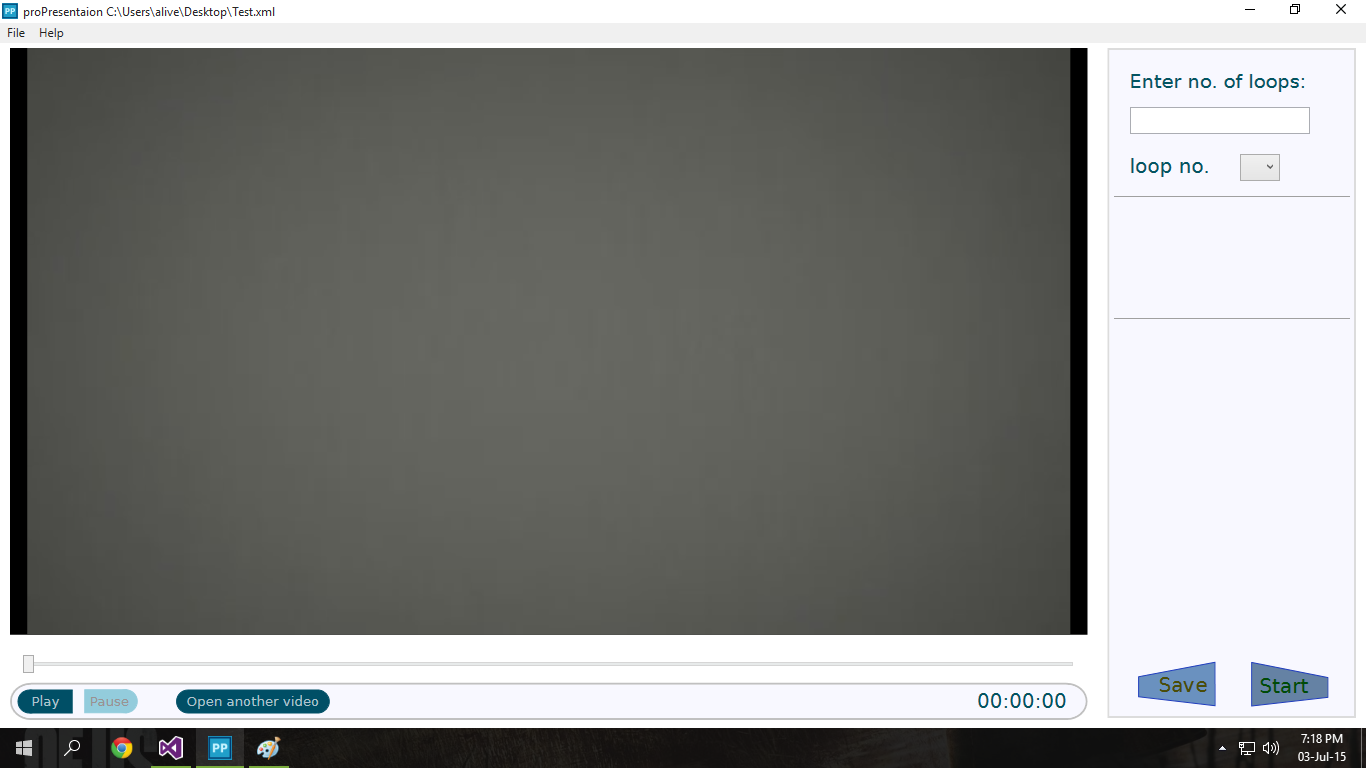 PP proPresentaion C:\Users\alive\Desktop\Test.xml
File Help
Enter no. of loops:
loop no.
Save Start
Play Pause Open another video 00:00:00
PP
7:18 PM
03-Jul-15